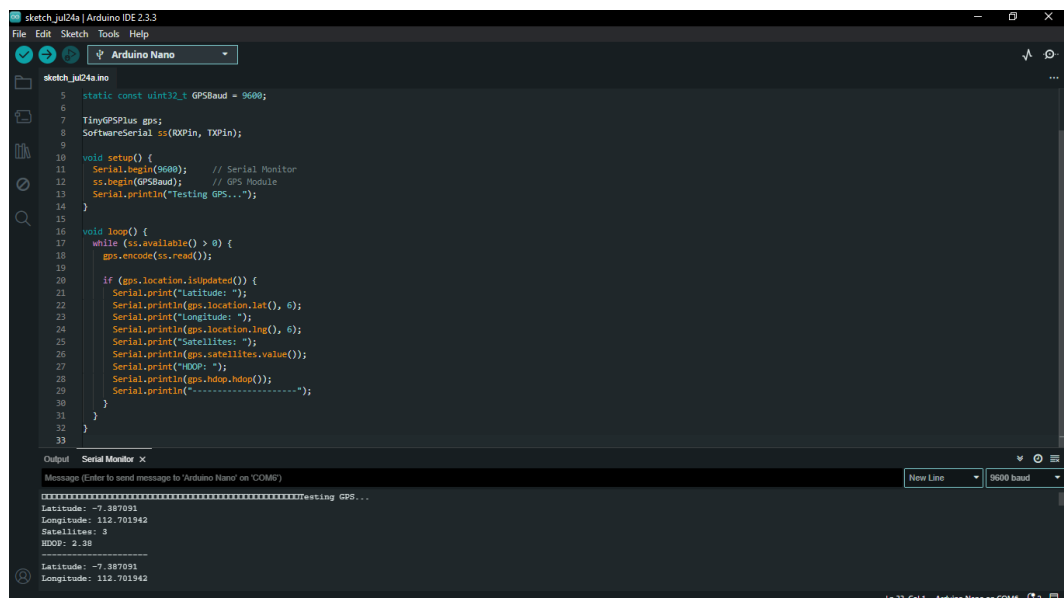 sketch_jul24a | Arduino IDE 2.3.3
File Edit Sketch Tools Help
Arduino Nano
sketch_jul24a.ino
5 static const uint32_t GPSBaud = 9600;
6
7 TinyGPSPlus gps;
8 SoftwareSerial ss(RXPin, TXPin);
9
10 void setup() {
11 Serial.begin(9600); // Serial Monitor
12 ss.begin(GPSBaud); // GPS Module
13 Serial.println("Testing GPS...");
14 }
15
16 void loop() {
17 while (ss.available() > 0) {
18 gps.encode(ss.read());
19
20 if (gps.location.isUpdated()) {
21 Serial.print("Latitude: ");
22 Serial.println(gps.location.lat(), 6);
23 Serial.print("Longitude: ");
24 Serial.println(gps.location.lng(), 6);
25 Serial.print("Satellites: ");
26 Serial.println(gps.satellites.value());
27 Serial.print("HDOP: ");
28 Serial.println(gps.hdop.hdop());
29 Serial.println("---------------------");
30 }
31 }
32 }
33
Output Serial Monitor
Message (Enter to send message to 'Arduino Nano' on 'COM6')
New Line
9600 baud
Testing GPS...
Latitude: -7.387091
Longitude: 112.701942
Satellites: 3
HDOP: 2.38
---------------------
Latitude: -7.387091
Longitude: 112.701942